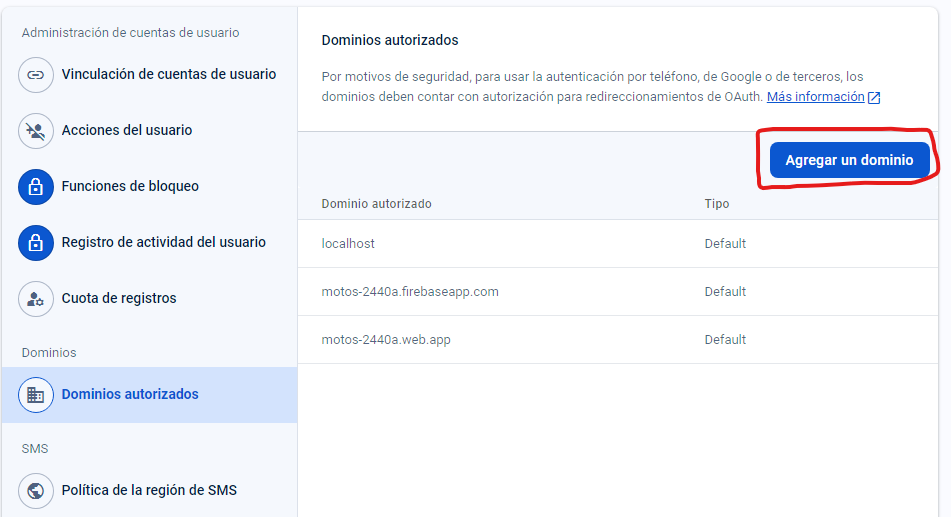 Administración de cuentas de usuario
Vinculación de cuentas de usuario
Acciones del usuario
Funciones de bloqueo
Registro de actividad del usuario
Cuota de registros
Dominios
Dominios autorizados
SMS
Política de la región de SMS
Dominios autorizados
Por motivos de seguridad, para usar la autenticación por teléfono, de Google o de terceros, los
dominios deben contar con autorización para redireccionamientos de OAuth. Más información
Agregar un dominio
Dominio autorizado Tipo
localhost Default
motos-2440a.firebaseapp.com Default
motos-2440a.web.app Default